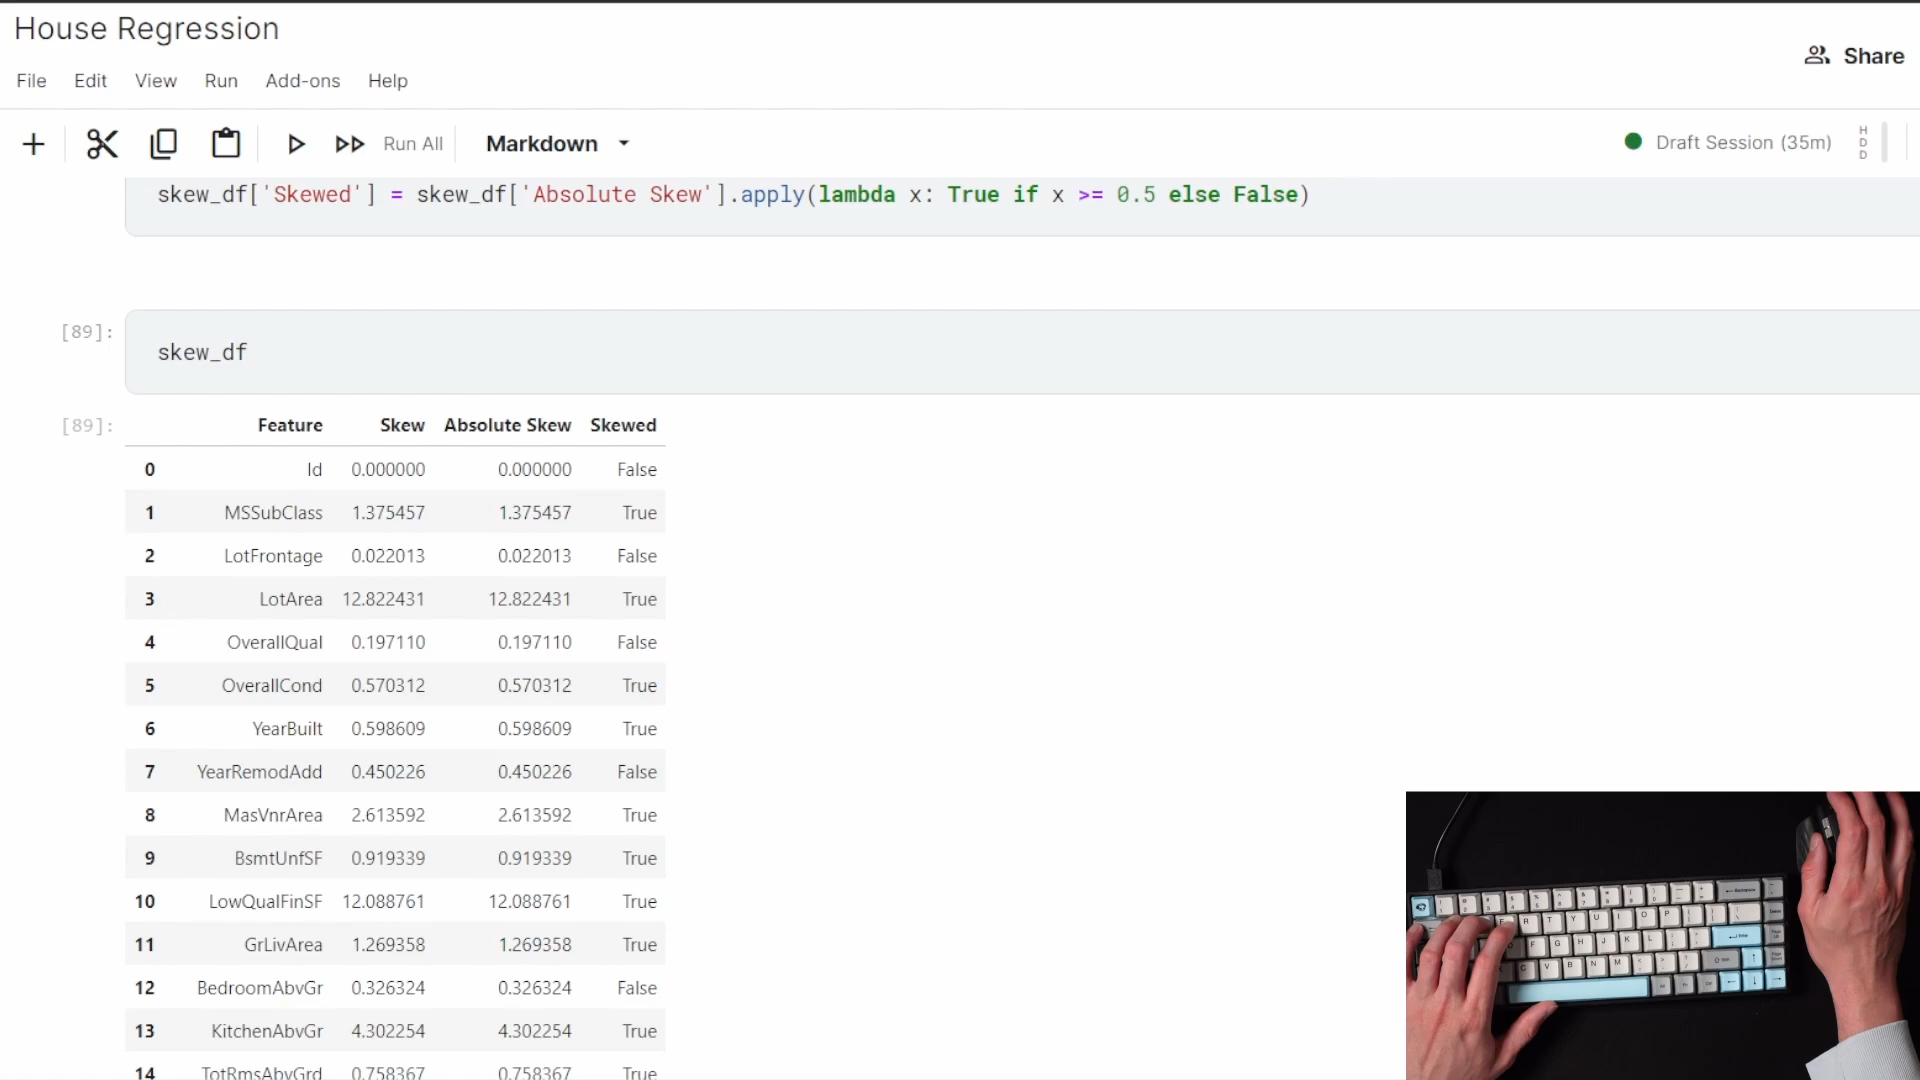 House Regression
Share
File Edit View Run Add-ons Help
Run All Markdown Draft Session (35m) HDD
skew_df['Skewed'] = skew_df['Absolute Skew'].apply(lambda x: True if x >= 0.5 else False)
[89]:
skew_df
[89]:
Feature Skew Absolute Skew Skewed
0 Id 0.000000 0.000000 False
1 MSSubClass 1.375457 1.375457 True
2 LotFrontage 0.022013 0.022013 False
3 LotArea 12.822431 12.822431 True
4 OverallQual 0.197110 0.197110 False
5 OverallCond 0.570312 0.570312 True
6 YearBuilt 0.598609 0.598609 True
7 YearRemodAdd 0.450226 0.450226 False
8 MasVnrArea 2.613592 2.613592 True
9 BsmtUnfSF 0.919339 0.919339 True
10 LowQualFinSF 12.088761 12.088761 True
11 GrLivArea 1.269358 1.269358 True
12 BedroomAbvGr 0.326324 0.326324 False
13 KitchenAbvGr 4.302254 4.302254 True
14 TotRmsAbvGrd 0.758367 0.758367 True